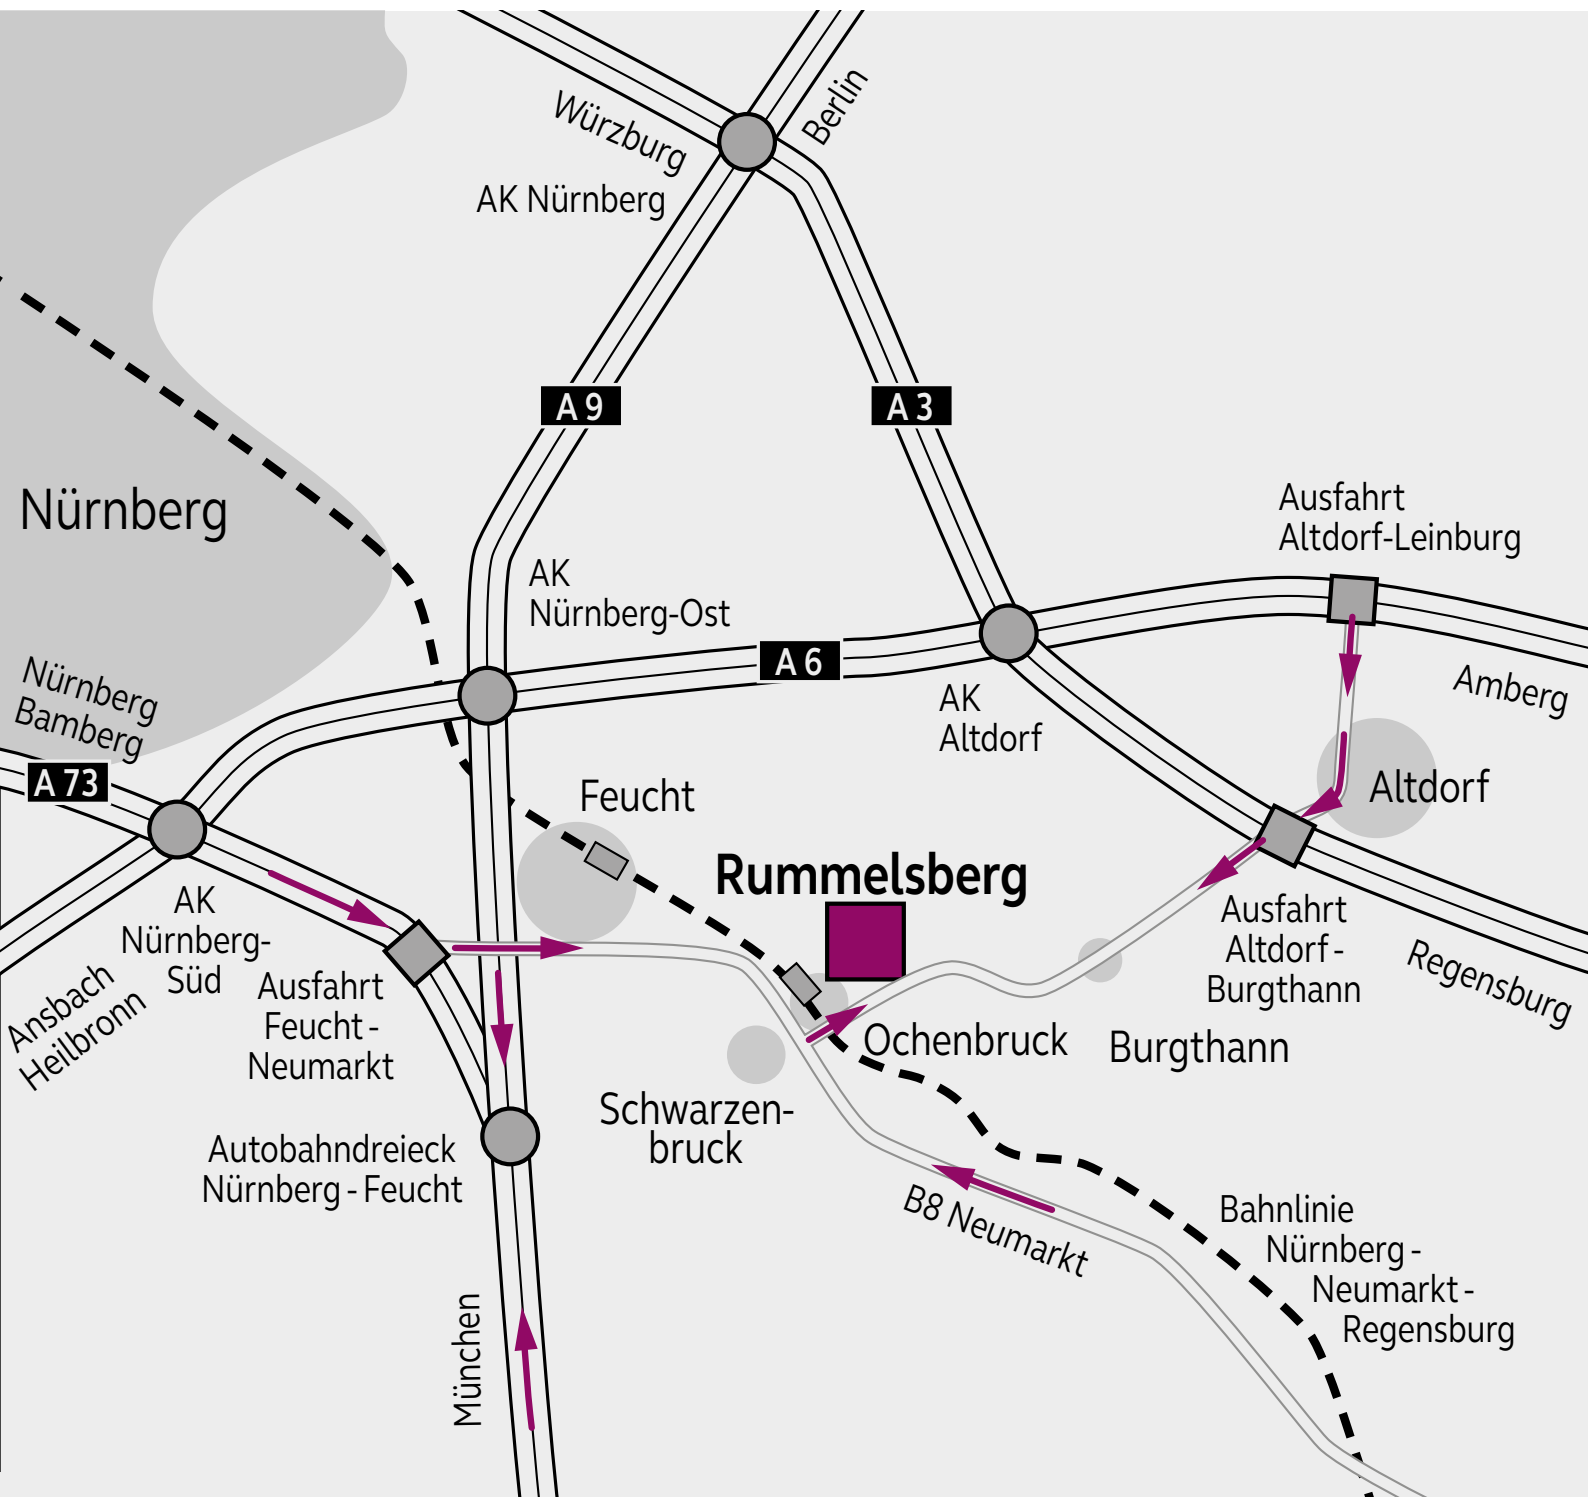 Würzburg
Berlin
AK Nürnberg
A 9
A 3
Nürnberg
Ausfahrt
Altdorf-Leinburg
AK
Nürnberg-Ost
A 6
Nürnberg
Bamberg
A 73
AK
Altdorf
Amberg
Feucht
Altdorf
Rummelsberg
AK
Nürnberg-
Süd
Ansbach
Heilbronn
Ausfahrt
Feucht-
Neumarkt
Ausfahrt
Altdorf-
Burgthann
Regensburg
Ochenbruck
Burgthann
Schwarzen-
bruck
Autobahndreieck
Nürnberg-Feucht
B8 Neumarkt
Bahnlinie
Nürnberg-
Neumarkt-
Regensburg
München